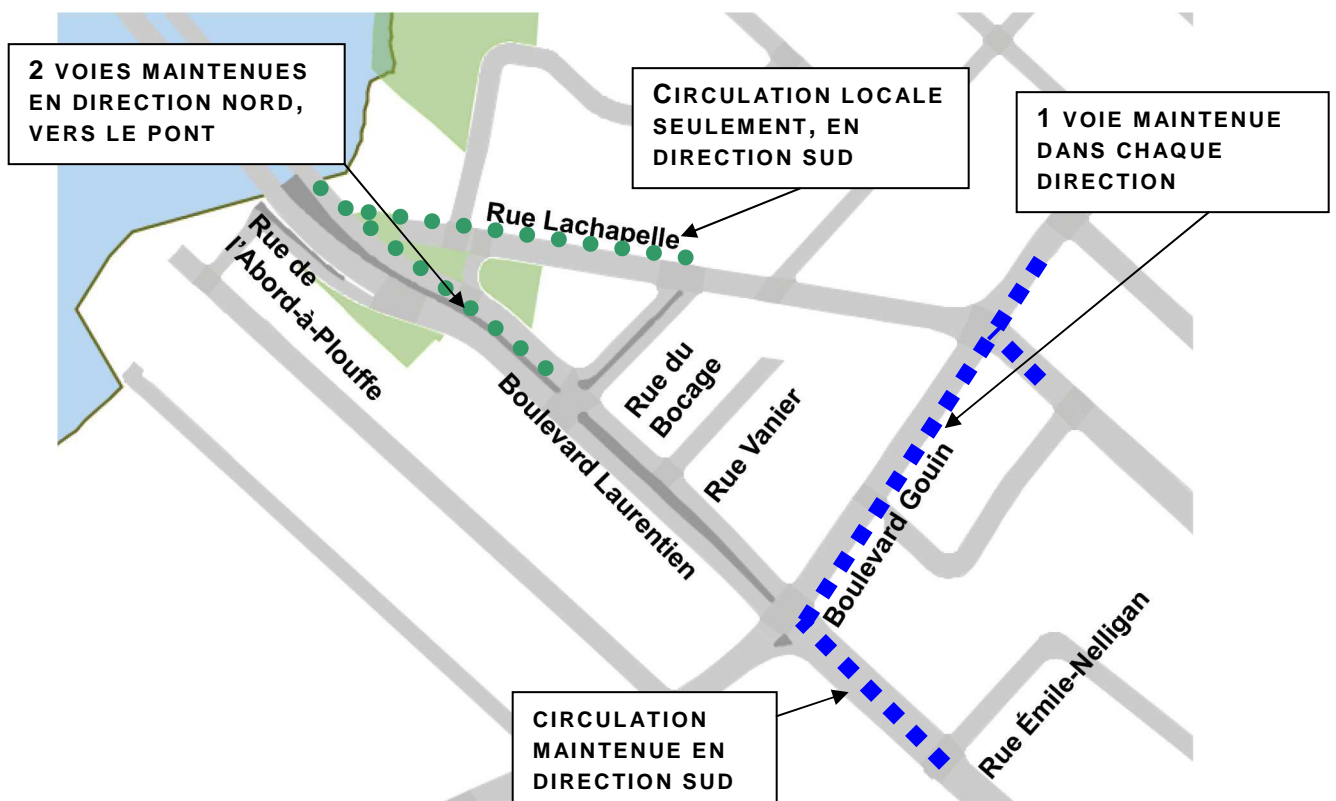 2 VOIES MAINTENUES
EN DIRECTION NORD,
VERS LE PONT
CIRCULATION LOCALE
SEULEMENT, EN
DIRECTION SUD
1 VOIE MAINTENUE
DANS CHAQUE
DIRECTION
Rue Lachapelle
Rue de
l'Abord-à-Plouffe
Boulevard Laurentien
Rue du
Bocage
Rue Vanier
Boulevard Gouin
Rue Émile-Nelligan
CIRCULATION
MAINTENUE EN
DIRECTION SUD